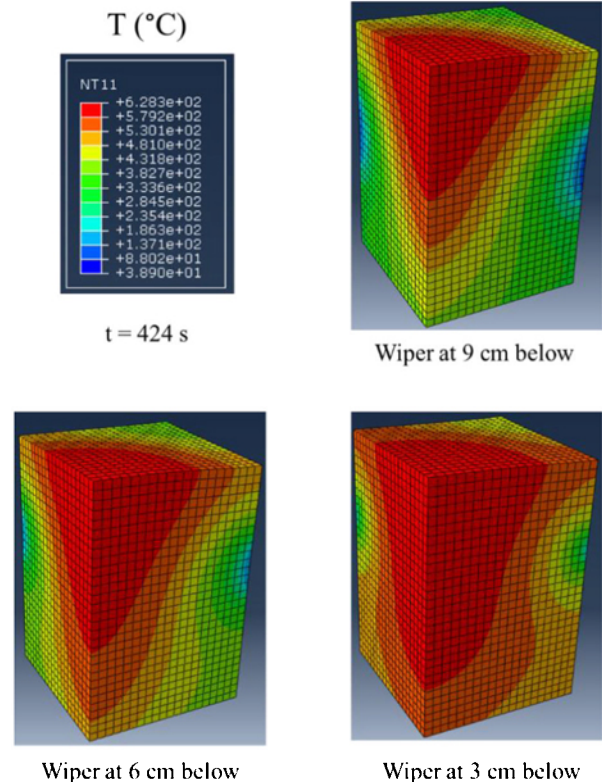 T (°C)
NT11
+6.283e+02
+5.792e+02
+5.301e+02
+4.810e+02
+4.318e+02
+3.827e+02
+3.336e+02
+2.845e+02
+2.354e+02
+1.863e+02
+1.371e+02
+8.802e+01
+3.890e+01
t = 424 s
Wiper at 9 cm below
Wiper at 6 cm below
Wiper at 3 cm below